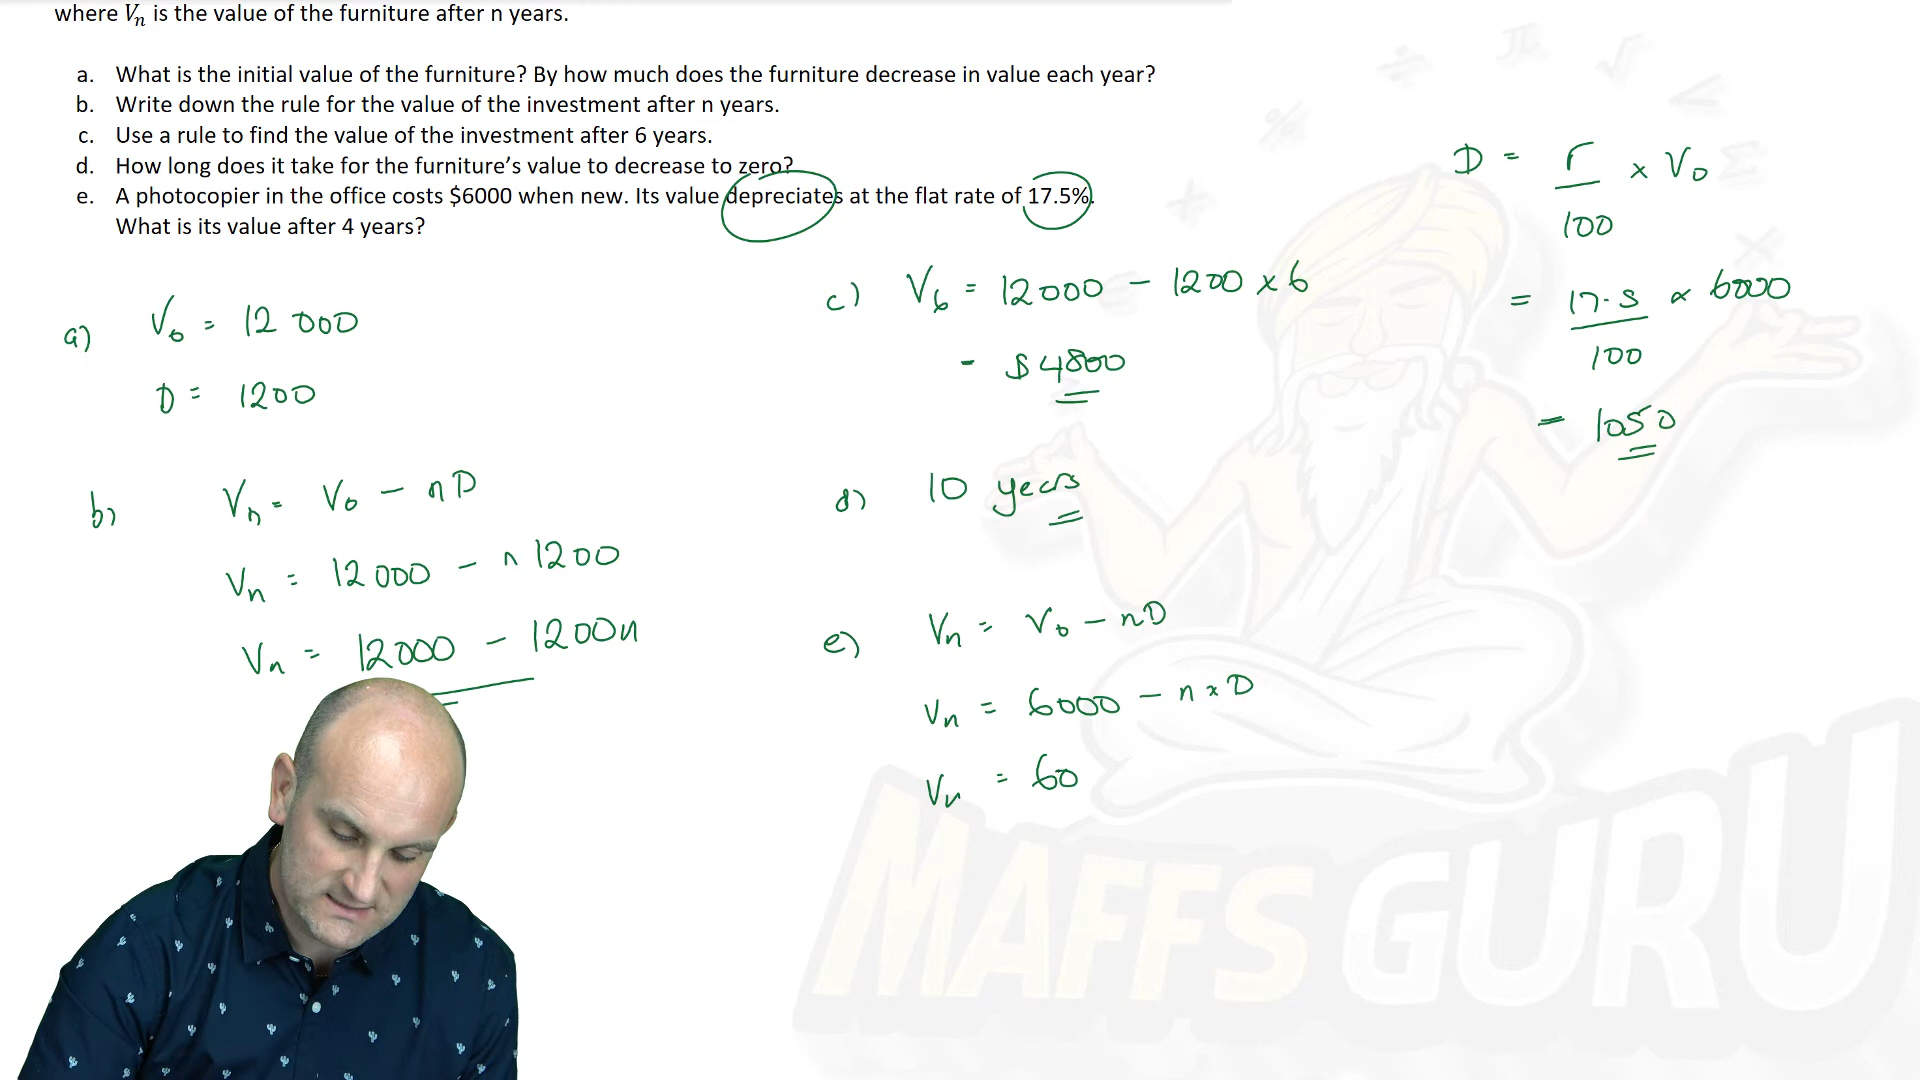 where Vₙ is the value of the furniture after n years.
a. What is the initial value of the furniture? By how much does the furniture decrease in value each year?
b. Write down the rule for the value of the investment after n years.
c. Use a rule to find the value of the investment after 6 years.
d. How long does it take for the furniture’s value to decrease to zero?
e. A photocopier in the office costs $6000 when new. Its value depreciates at the flat rate of 17.5%.
What is its value after 4 years?
a) V₀ = 12 000
D = 1200
b) Vₙ = V₀ - nD
Vₙ = 12 000 - n 1200
Vₙ = 12000 - 1200n
c) V₆ = 12000 - 1200 x 6
= $4800
d) 10 years
e) Vₙ = V₀ - nD
Vₙ = 6000 - n x D
Vₙ = 60
D = r x V₀
100
= 17.5 x 6000
100
= 1050
MAFFS GURU